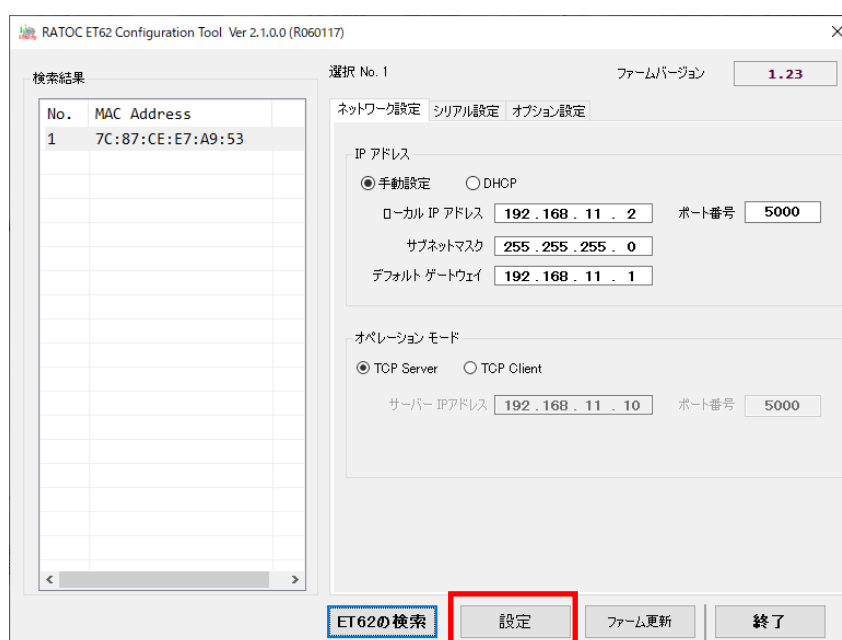 RATOC ET62 Configuration Tool Ver 2.1.0.0 (R060117)
検索結果
No. MAC Address
1 7C:87:CE:E7:A9:53
選択 No. 1 ファームバージョン 1.23
ネットワーク設定 シリアル設定 オプション設定
IP アドレス
手動設定 DHCP
ローカル IP アドレス 192 . 168 . 11 . 2 ポート番号 5000
サブネットマスク 255 . 255 . 255 . 0
デフォルト ゲートウェイ 192 . 168 . 11 . 1
オペレーション モード
TCP Server TCP Client
サーバー IPアドレス 192 . 168 . 11 . 10 ポート番号 5000
ET62の検索 設定 ファーム更新 終了